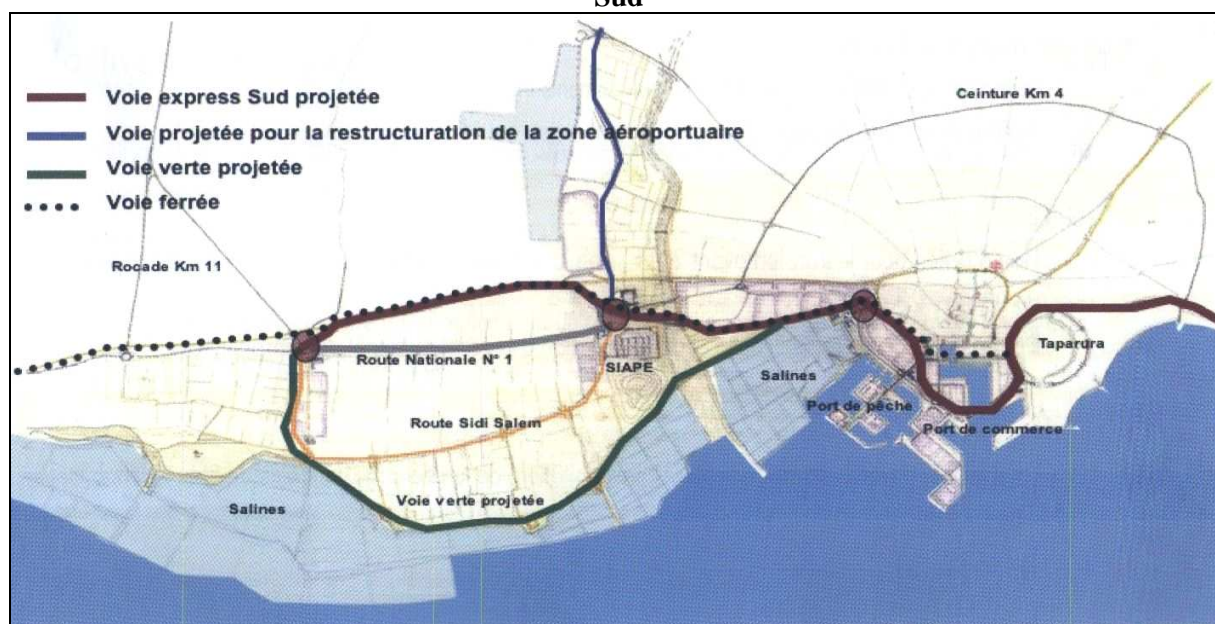 Sud
Voie express Sud projetée
Voie projetée pour la restructuration de la zone aéroportuaire
Voie verte projetée
Voie ferrée
Ceinture Km 4
Rocade Km 11
Route Nationale N° 1
SIAPE
Taparura
Salines
Port de pêche
Route Sidi Salem
Port de commerce
Voie verte projetée
Salines